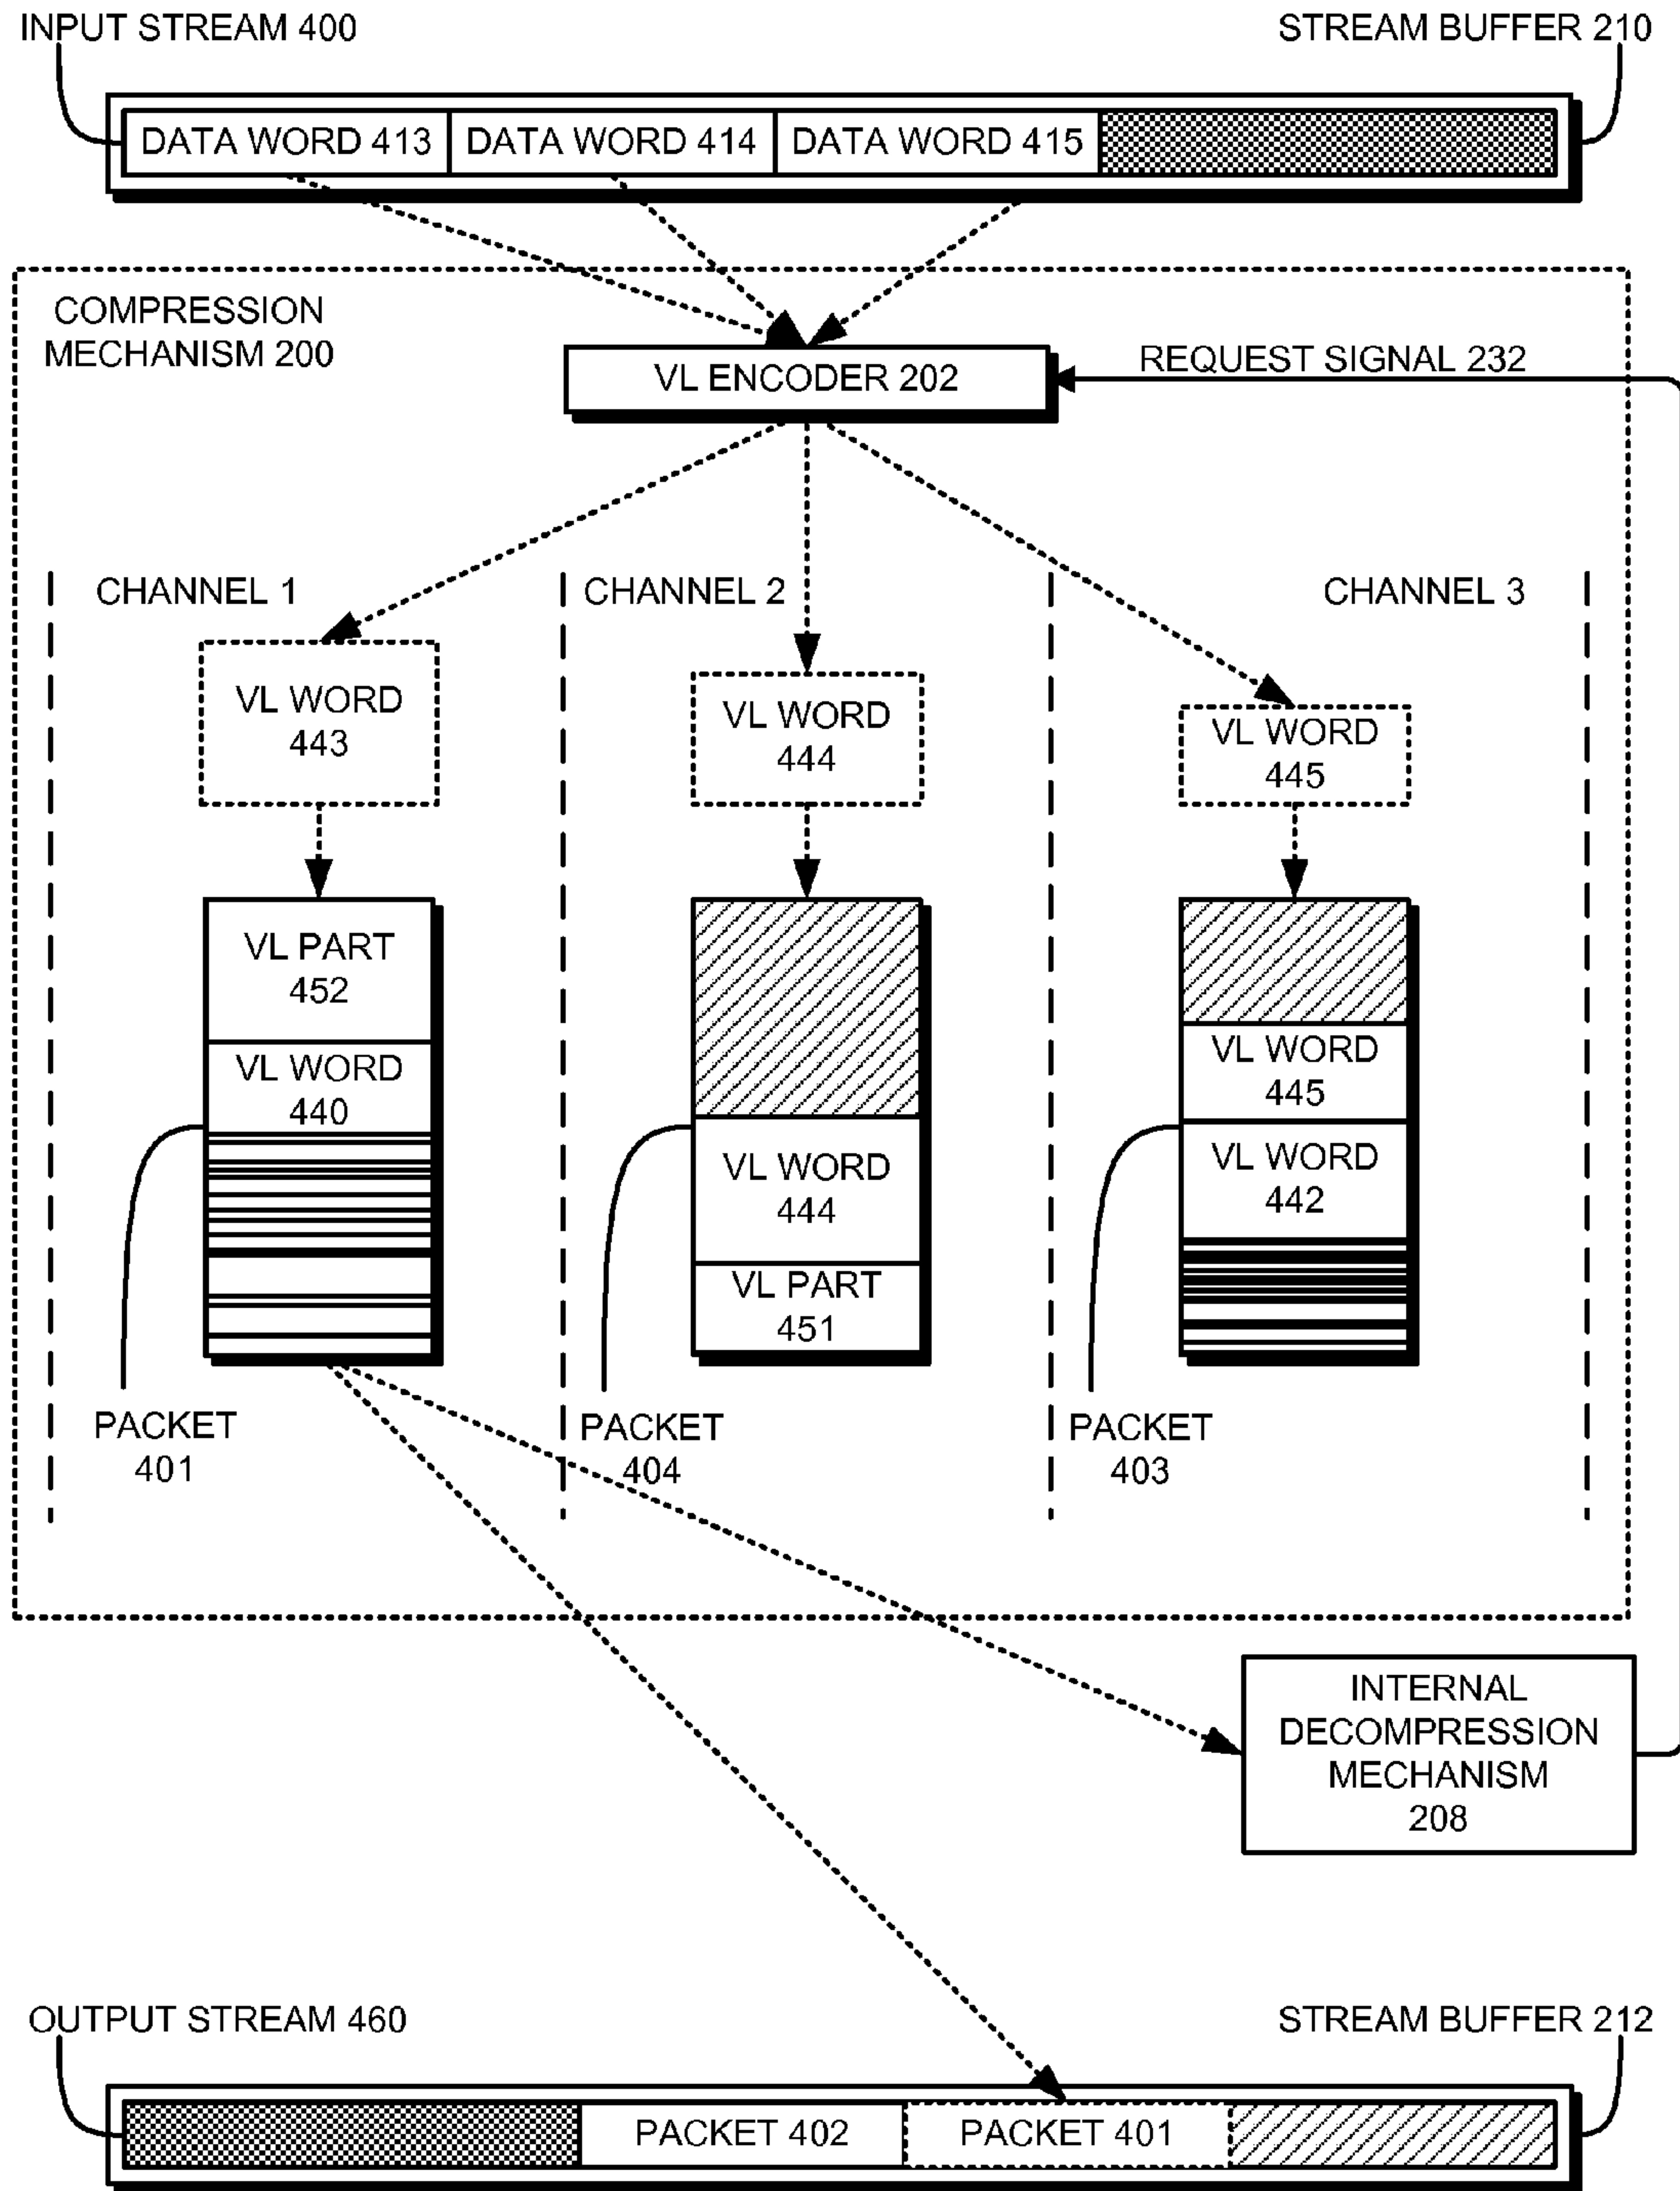 INPUT STREAM 400
STREAM BUFFER 210
DATA WORD 413
DATA WORD 414
DATA WORD 415
COMPRESSION
MECHANISM 200
VL ENCODER 202
REQUEST SIGNAL 232
CHANNEL 1
CHANNEL 2
CHANNEL 3
VL WORD
443
VL WORD
444
VL WORD
445
VL PART
452
VL WORD
440
VL WORD
444
VL PART
451
VL WORD
445
VL WORD
442
PACKET
401
PACKET
404
PACKET
403
INTERNAL
DECOMPRESSION
MECHANISM
208
OUTPUT STREAM 460
STREAM BUFFER 212
PACKET 402
PACKET 401